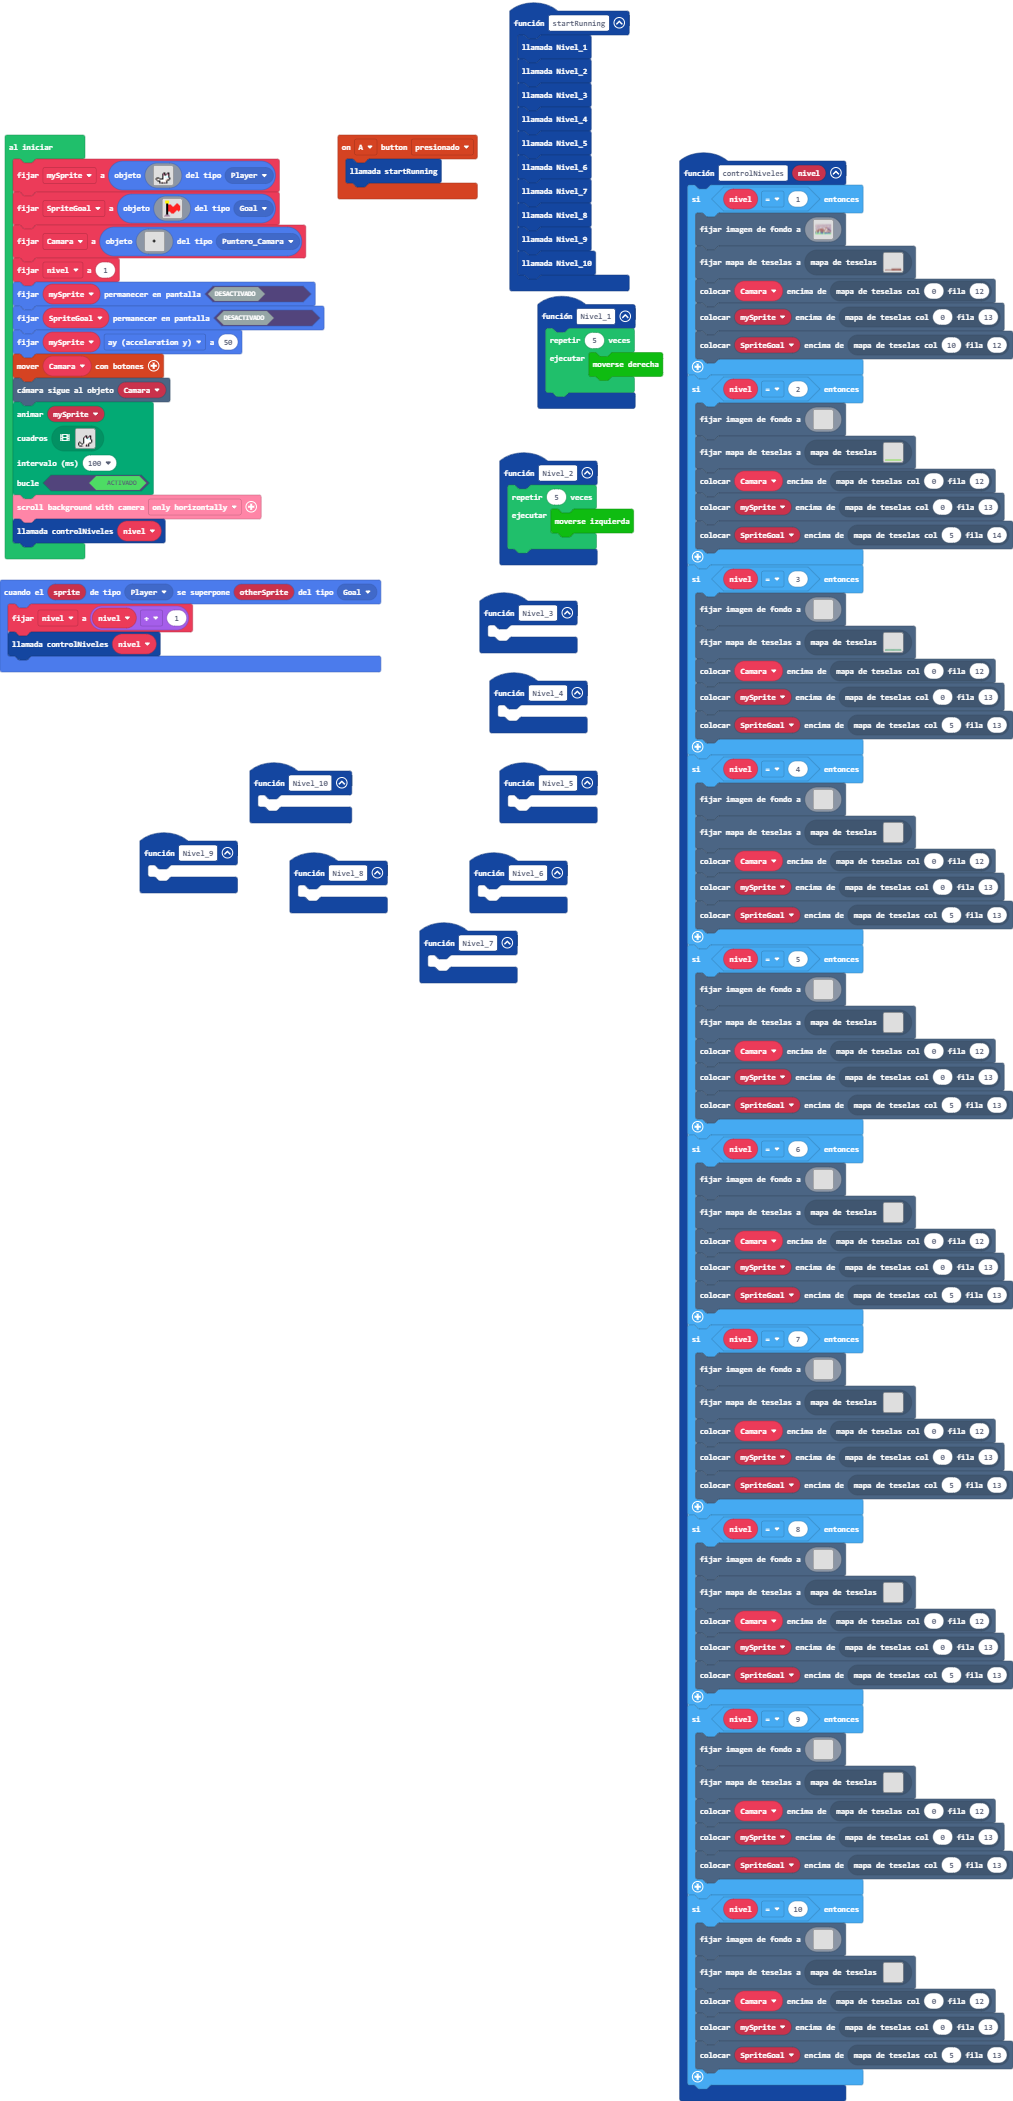 al iniciar
fijar mySprite a objeto del tipo Player
fijar SpriteGoal a objeto del tipo Goal
fijar Camara a objeto del tipo Puntero_Camara
fijar nivel a 1
fijar mySprite permanecer en pantalla DESACTIVADO
fijar SpriteGoal permanecer en pantalla DESACTIVADO
fijar mySprite ay (acceleration y) a 50
mover Camara con botones
cámara sigue al objeto Camara
animar mySprite
cuadros
intervalo (ms) 100
bucle ACTIVADO
scroll background with camera only horizontally
llamada controlNiveles nivel
cuando el sprite de tipo Player se superpone otherSprite del tipo Goal
fijar nivel a nivel + 1
llamada controlNiveles nivel
on A button presionado
llamada startRunning
función startRunning
llamada Nivel_1
llamada Nivel_2
llamada Nivel_3
llamada Nivel_4
llamada Nivel_5
llamada Nivel_6
llamada Nivel_7
llamada Nivel_8
llamada Nivel_9
llamada Nivel_10
función Nivel_1
repetir 5 veces
ejecutar moverse derecha
función Nivel_2
repetir 5 veces
ejecutar moverse izquierda
función Nivel_3
función Nivel_4
función Nivel_10
función Nivel_5
función Nivel_9
función Nivel_8
función Nivel_6
función Nivel_7
función controlNiveles nivel
si nivel = 1 entonces
fijar imagen de fondo a
fijar mapa de teselas a mapa de teselas
colocar Camara encima de mapa de teselas col 0 fila 12
colocar mySprite encima de mapa de teselas col 0 fila 13
colocar SpriteGoal encima de mapa de teselas col 10 fila 12
si nivel = 2 entonces
fijar imagen de fondo a
fijar mapa de teselas a mapa de teselas
colocar Camara encima de mapa de teselas col 0 fila 12
colocar mySprite encima de mapa de teselas col 0 fila 13
colocar SpriteGoal encima de mapa de teselas col 5 fila 14
si nivel = 3 entonces
fijar imagen de fondo a
fijar mapa de teselas a mapa de teselas
colocar Camara encima de mapa de teselas col 0 fila 12
colocar mySprite encima de mapa de teselas col 0 fila 13
colocar SpriteGoal encima de mapa de teselas col 5 fila 13
si nivel = 4 entonces
fijar imagen de fondo a
fijar mapa de teselas a mapa de teselas
colocar Camara encima de mapa de teselas col 0 fila 12
colocar mySprite encima de mapa de teselas col 0 fila 13
colocar SpriteGoal encima de mapa de teselas col 5 fila 13
si nivel = 5 entonces
fijar imagen de fondo a
fijar mapa de teselas a mapa de teselas
colocar Camara encima de mapa de teselas col 0 fila 12
colocar mySprite encima de mapa de teselas col 0 fila 13
colocar SpriteGoal encima de mapa de teselas col 5 fila 13
si nivel = 6 entonces
fijar imagen de fondo a
fijar mapa de teselas a mapa de teselas
colocar Camara encima de mapa de teselas col 0 fila 12
colocar mySprite encima de mapa de teselas col 0 fila 13
colocar SpriteGoal encima de mapa de teselas col 5 fila 13
si nivel = 7 entonces
fijar imagen de fondo a
fijar mapa de teselas a mapa de teselas
colocar Camara encima de mapa de teselas col 0 fila 12
colocar mySprite encima de mapa de teselas col 0 fila 13
colocar SpriteGoal encima de mapa de teselas col 5 fila 13
si nivel = 8 entonces
fijar imagen de fondo a
fijar mapa de teselas a mapa de teselas
colocar Camara encima de mapa de teselas col 0 fila 12
colocar mySprite encima de mapa de teselas col 0 fila 13
colocar SpriteGoal encima de mapa de teselas col 5 fila 13
si nivel = 9 entonces
fijar imagen de fondo a
fijar mapa de teselas a mapa de teselas
colocar Camara encima de mapa de teselas col 0 fila 12
colocar mySprite encima de mapa de teselas col 0 fila 13
colocar SpriteGoal encima de mapa de teselas col 5 fila 13
si nivel = 10 entonces
fijar imagen de fondo a
fijar mapa de teselas a mapa de teselas
colocar Camara encima de mapa de teselas col 0 fila 12
colocar mySprite encima de mapa de teselas col 0 fila 13
colocar SpriteGoal encima de mapa de teselas col 5 fila 13